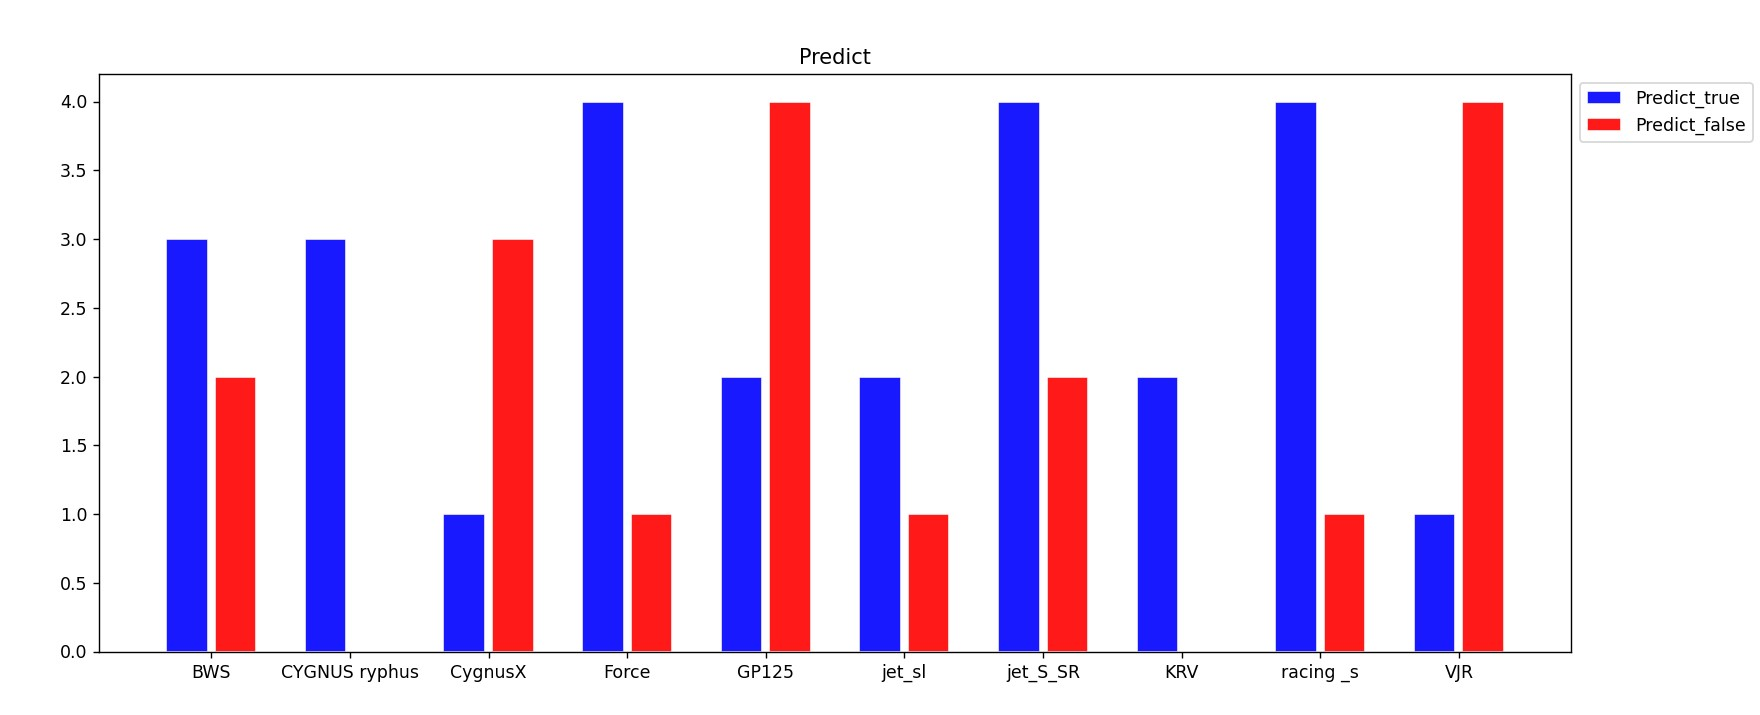 Predict
4.0
3.5
3.0
2.5
2.0
1.5
1.0
0.5
0.0
BWS CYGNUS ryphus CygnusX Force GP125 jet_sl jet_S_SR KRV racing _s VJR
Predict_true
Predict_false